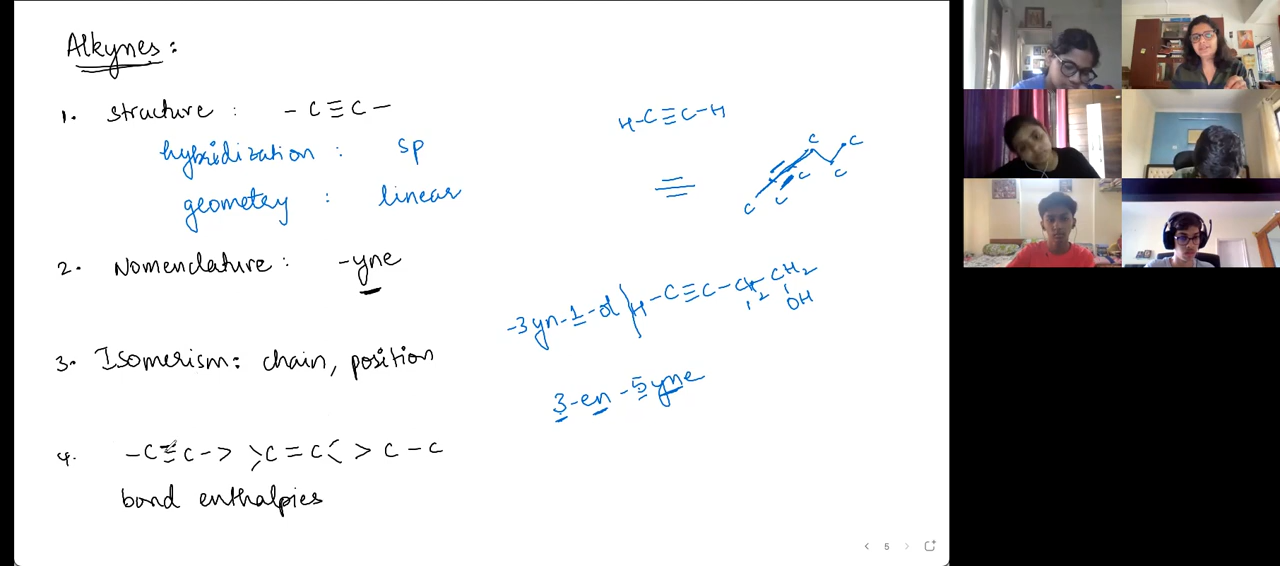 Alkynes:
1. Structure : - C ≡ C -
H-C≡C-H
hybridization : sp
geometry : linear
C C C C C C
2. Nomenclature : -yne
-3yn-1-ol H-C≡C-CH2-CH2
OH
3. Isomerism: chain, position
3-en-5yne
4. -C≡C- > >C=C< > C-C
bond enthalpies
5